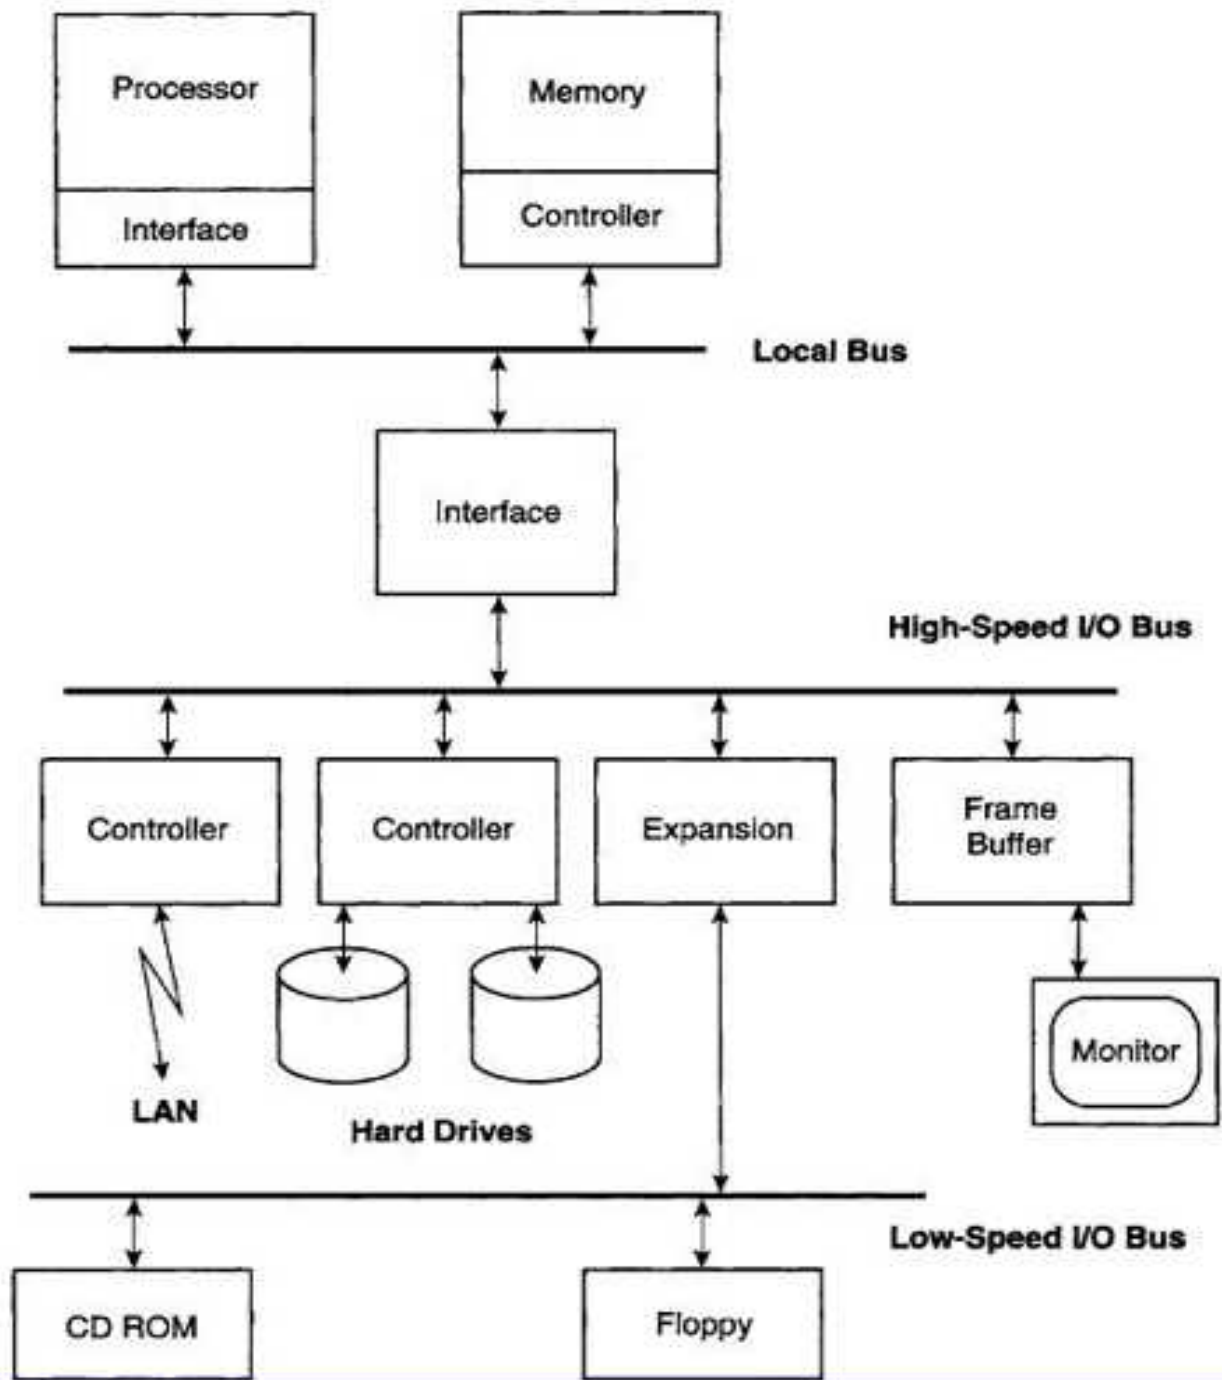 Processor
Memory
Interface
Controller
Local Bus
Interface
High-Speed I/O Bus
Controller
Controller
Expansion
Frame
Buffer
Monitor
LAN
Hard Drives
Low-Speed I/O Bus
CD ROM
Floppy